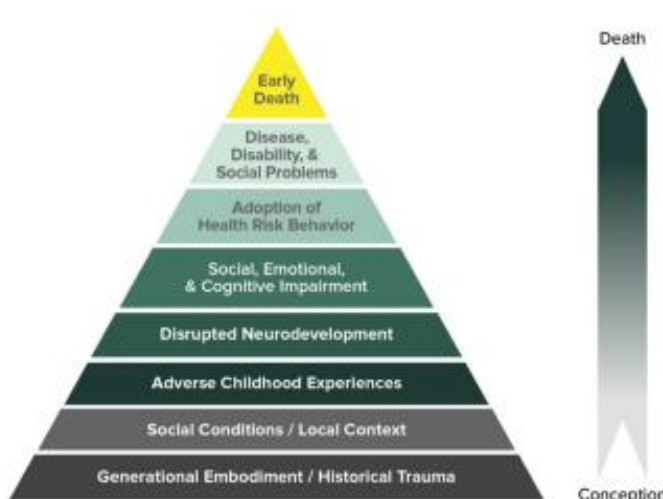 Death
Early
Death
Disease,
Disability, &
Social Problems
Adoption of
Health Risk Behavior
Social, Emotional,
& Cognitive Impairment
Disrupted Neurodevelopment
Adverse Childhood Experiences
Social Conditions / Local Context
Generational Embodiment / Historical Trauma
Conception